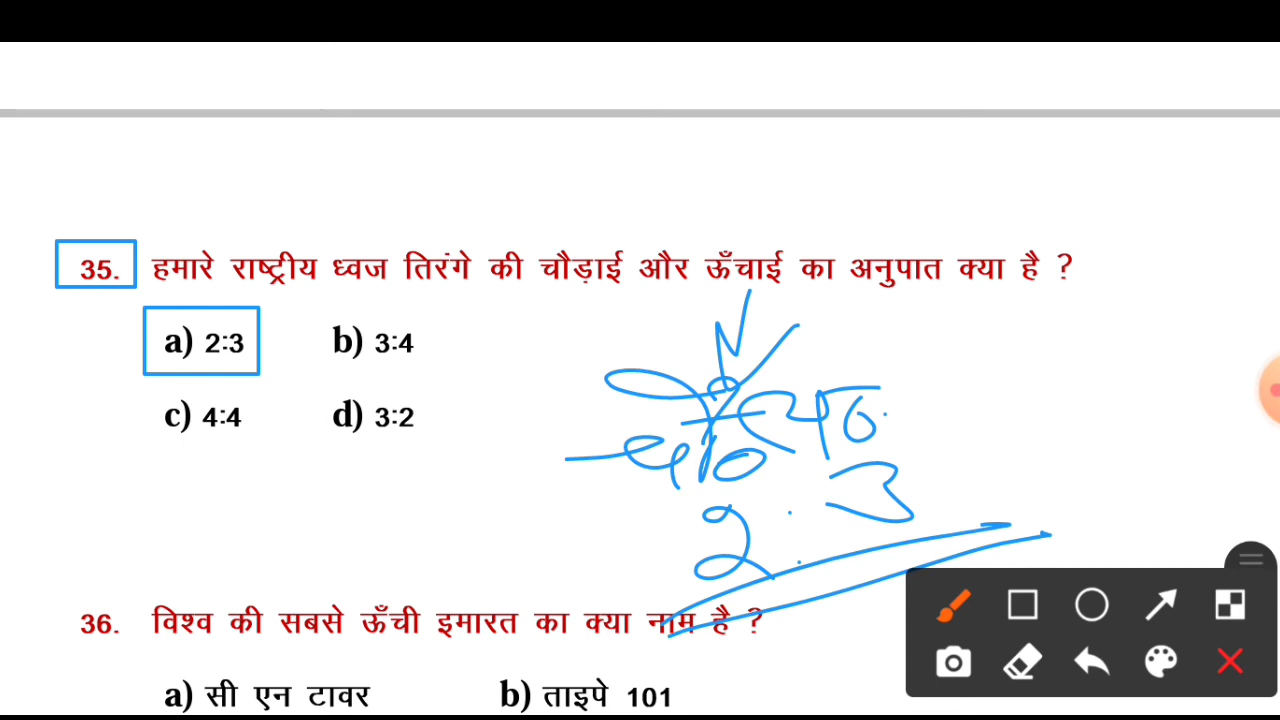 35. हमारे राष्ट्रीय ध्वज तिरंगे की चौड़ाई और ऊँचाई का अनुपात क्या है ?
a) 2:3 b) 3:4
c) 4:4 d) 3:2
2 : 3
36. विश्व की सबसे ऊँची इमारत का क्या नाम है ?
a) सी एन टावर b) ताइपे 101